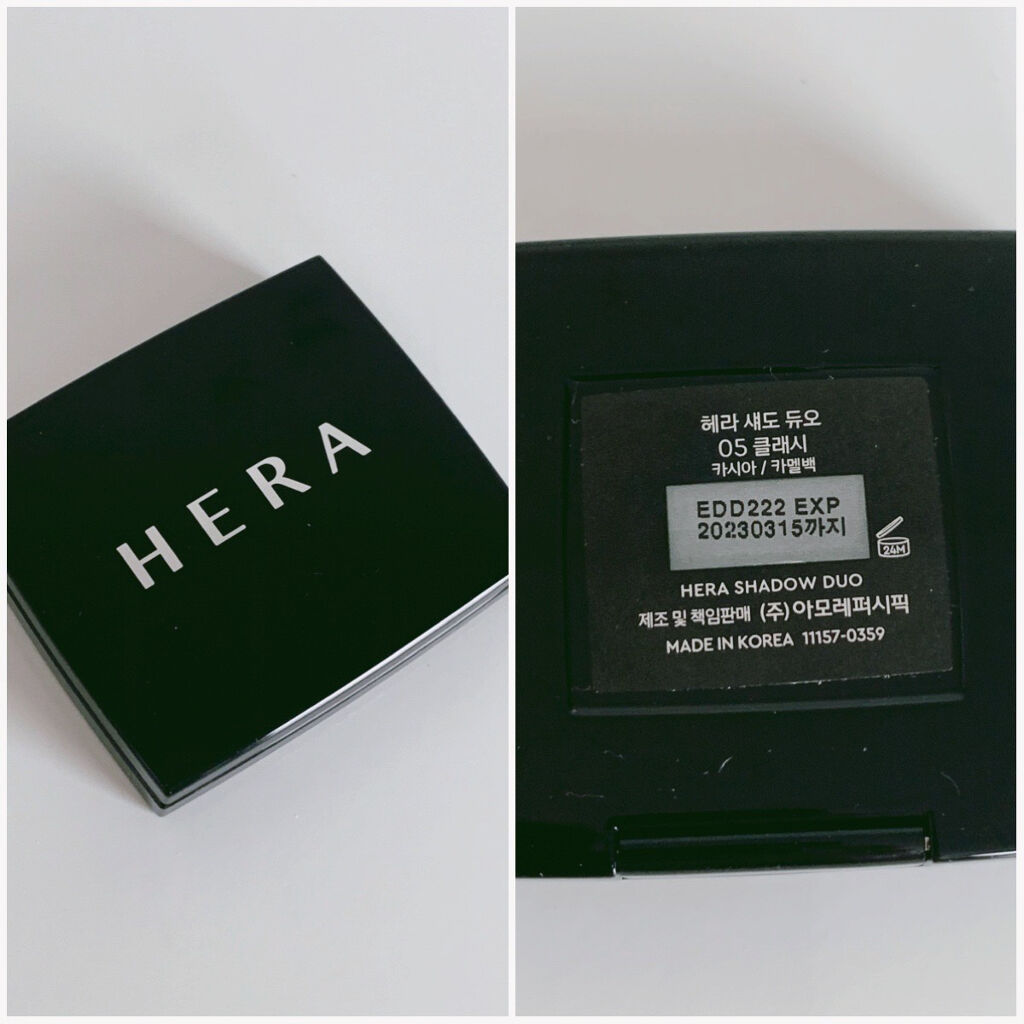 HERA
헤라 섀도 듀오
05 클래시
카시아 / 카멜백
EDD222 EXP
20230315까지
24M
HERA SHADOW DUO
제조 및 책임판매 (주)아모레퍼시픽
MADE IN KOREA 11157-0359